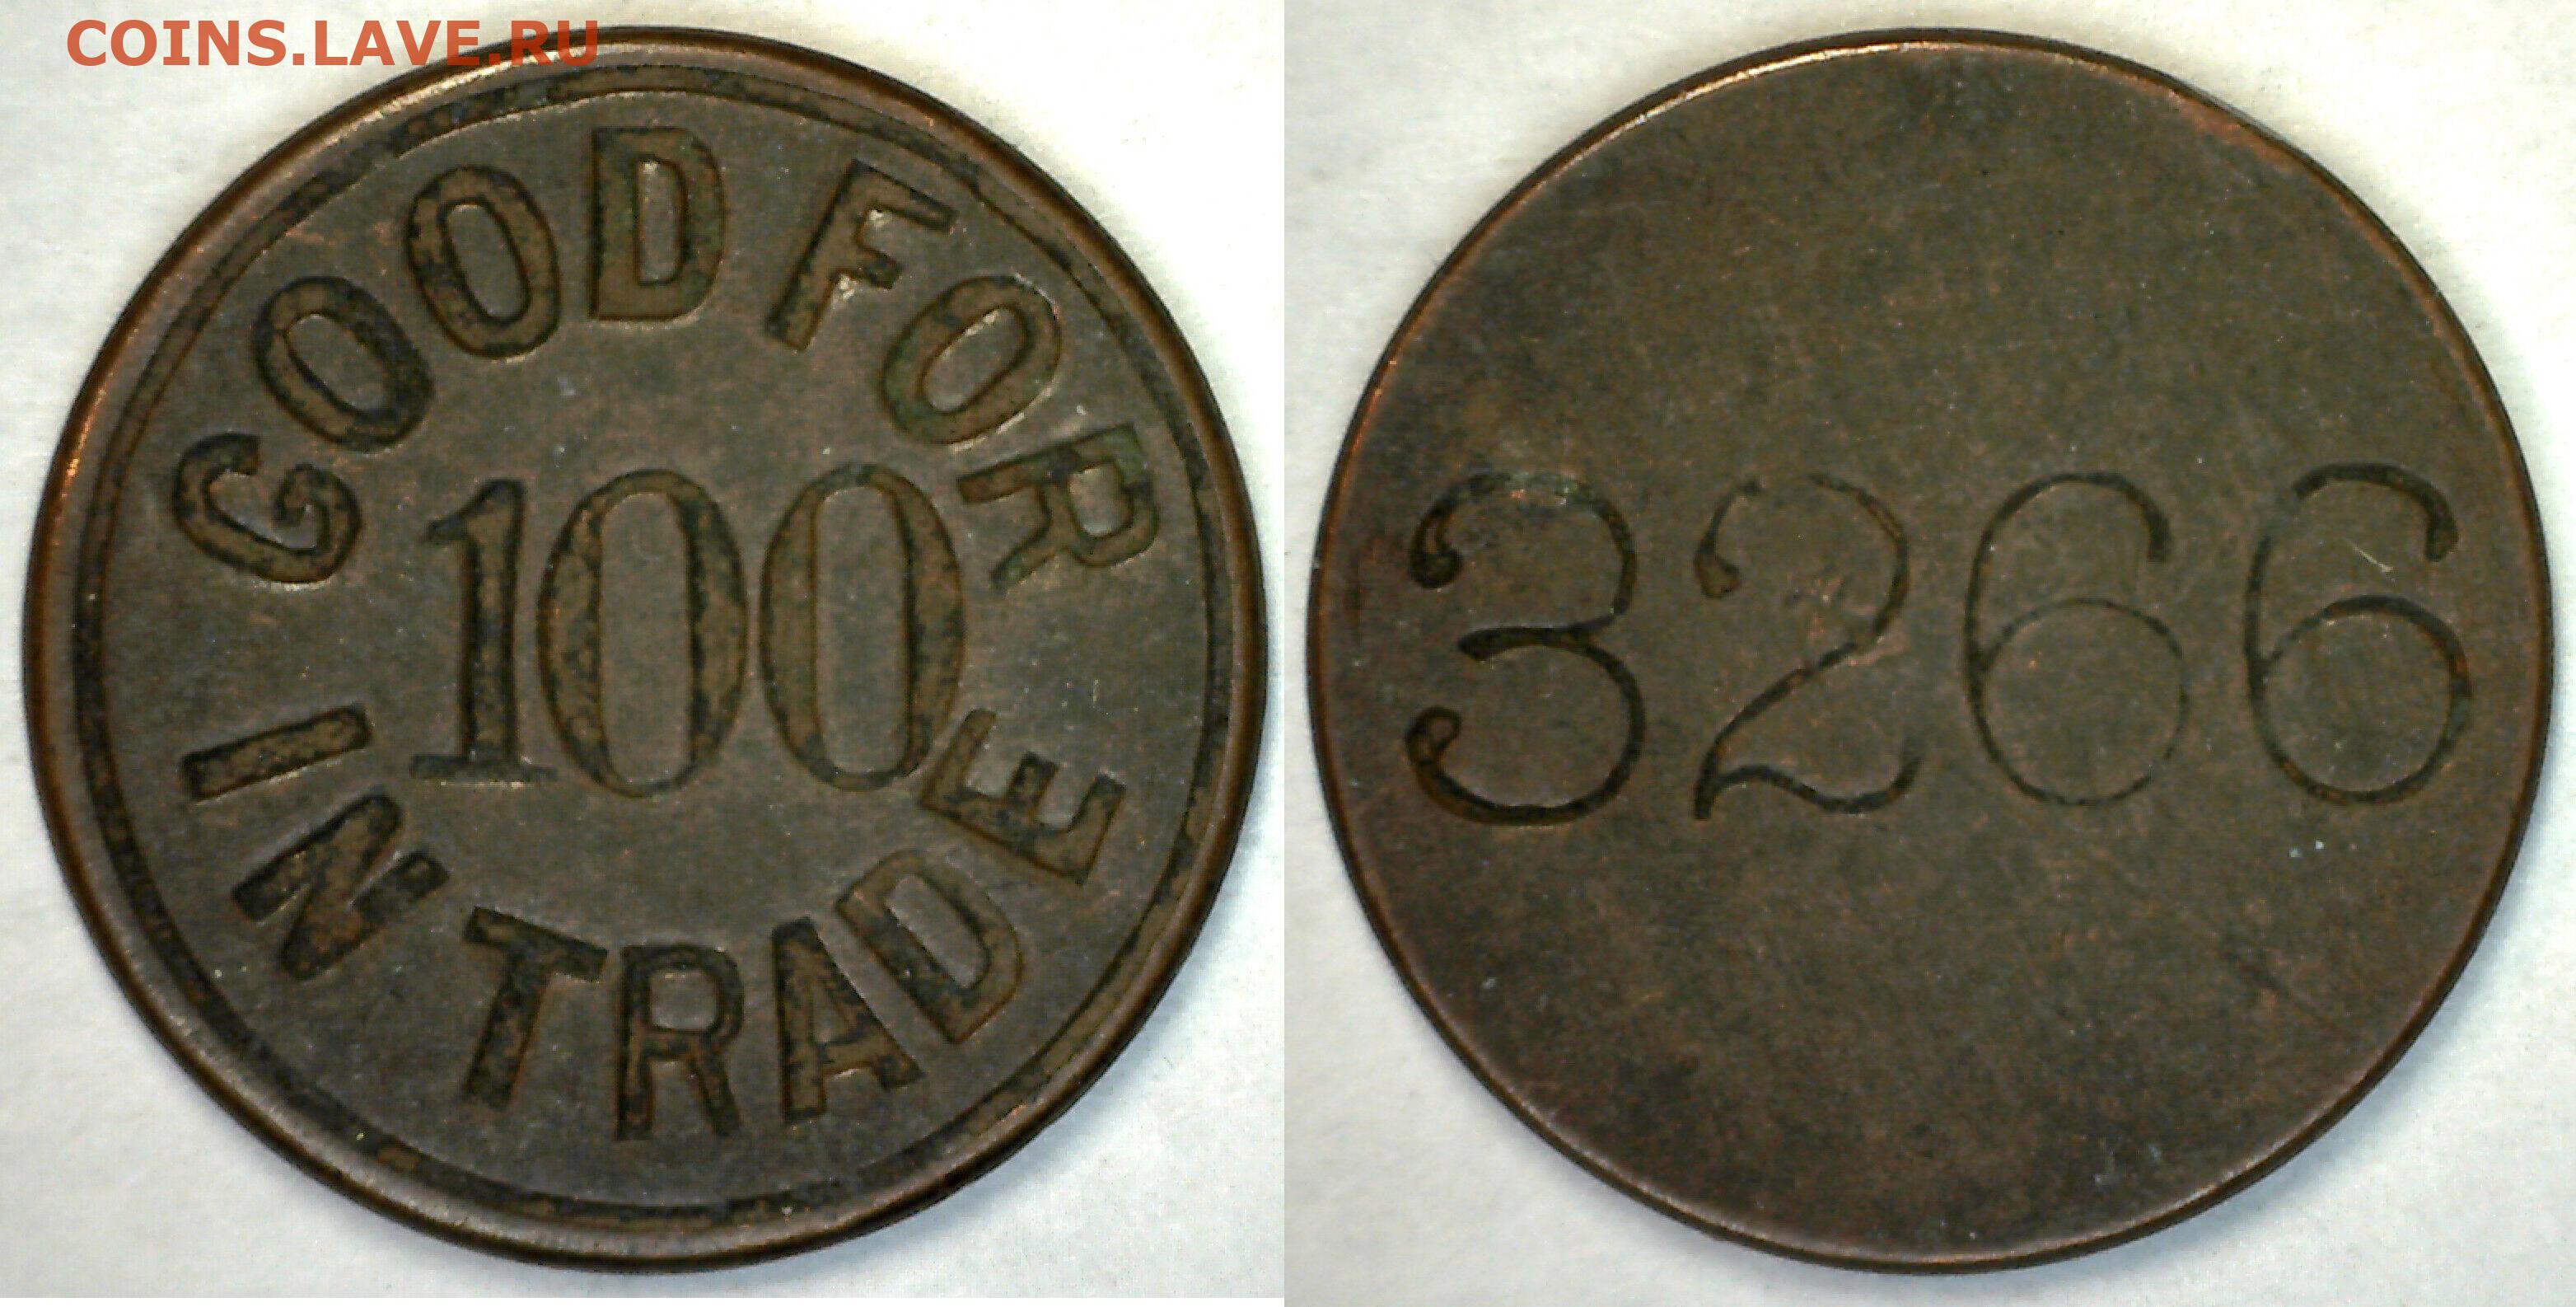 COINS.LAVE.RU
GOOD FOR
100
IN TRADE
3266